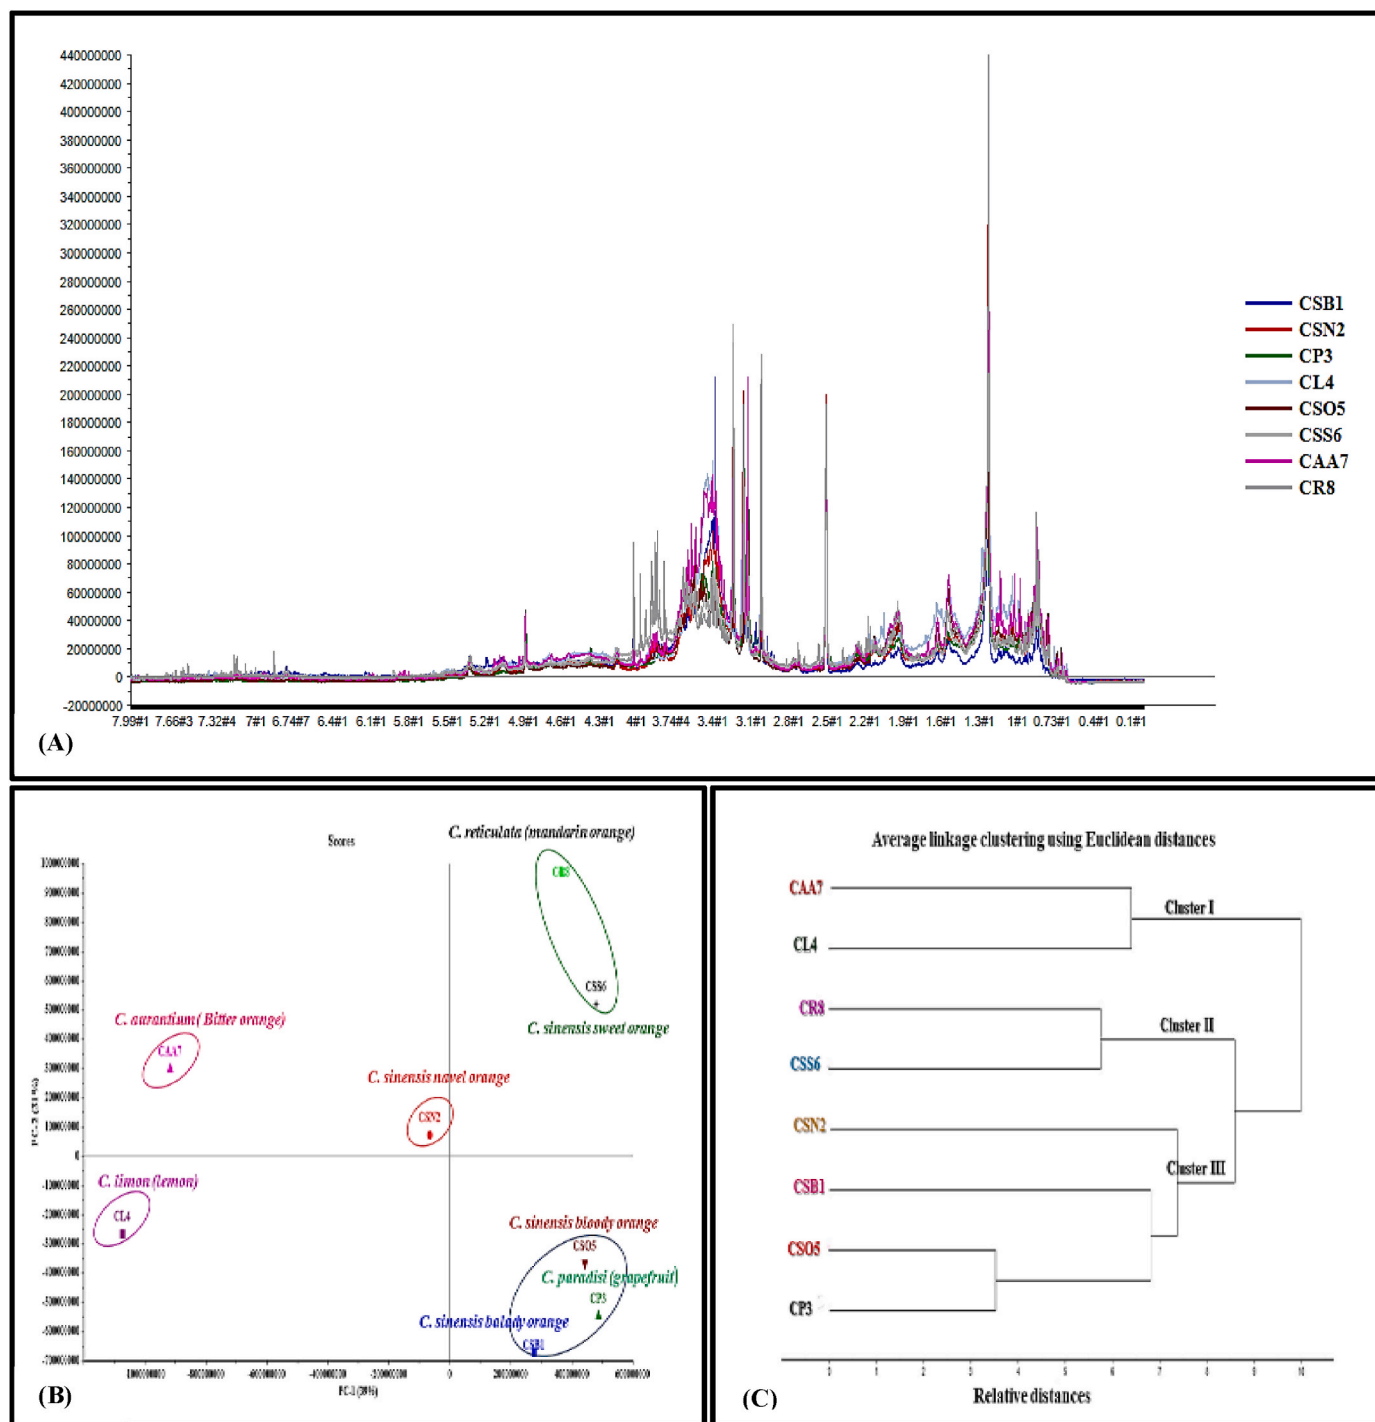 440000000
420000000
400000000
380000000
360000000
340000000
320000000
300000000
280000000
260000000
240000000
220000000
200000000
180000000
160000000
140000000
120000000
100000000
80000000
60000000
40000000
20000000
0
-20000000
7.99#1 7.66#3 7.32#4 7#1 6.74#7 6.4#1 6.1#1 5.8#1 5.5#1 5.2#1 4.9#1 4.6#1 4.3#1 4#1 3.74#4 3.4#1 3.1#1 2.8#1 2.5#1 2.2#1 1.9#1 1.6#1 1.3#1 1#1 0.73#1 0.4#1 0.1#1
CSB1
CSN2
CP3
CL4
CSO5
CSS6
CAA7
CR8
(A)
C. reticulata (mandarin orange)
Scores
CR8
CSS6
C. sinensis sweet orange
C. aurantium ( Bitter orange)
CAA7
C. sinensis navel orange
CSN2
C. limon (lemon)
CL4
C. sinensis bloody orange
CSO5
C. paradisi (grapefruit)
CP3
C. sinensis balady orange
CSB1
0
0
(B)
Average linkage clustering using Euclidean distances
CAA7
Cluster I
CL4
CR8
Cluster II
CSS6
CSN2
Cluster III
CSB1
CSO5
CP3
0 1 2 3 4 5 6 7 8 9 10
Relative distances
(C)